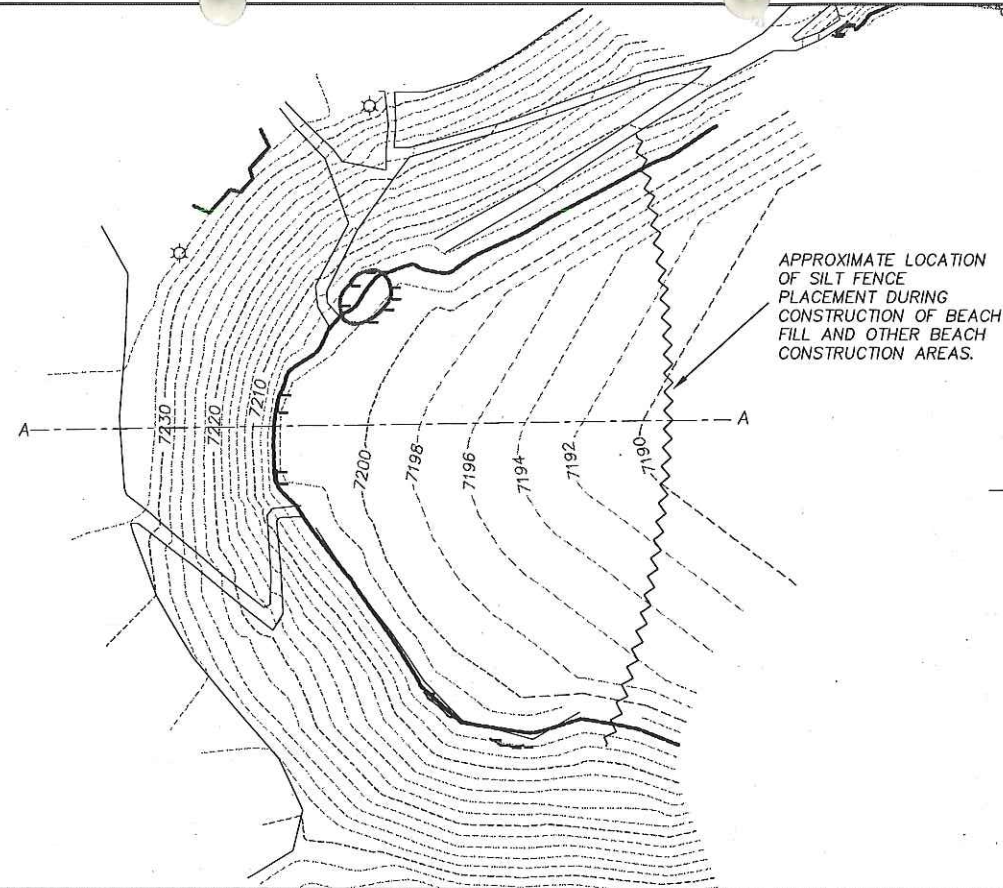 APPROXIMATE LOCATION
OF SILT FENCE
PLACEMENT DURING
CONSTRUCTION OF BEACH
FILL AND OTHER BEACH
CONSTRUCTION AREAS.
A
7230
7220
7210
7200
7198
7196
7194
7192
7190
A